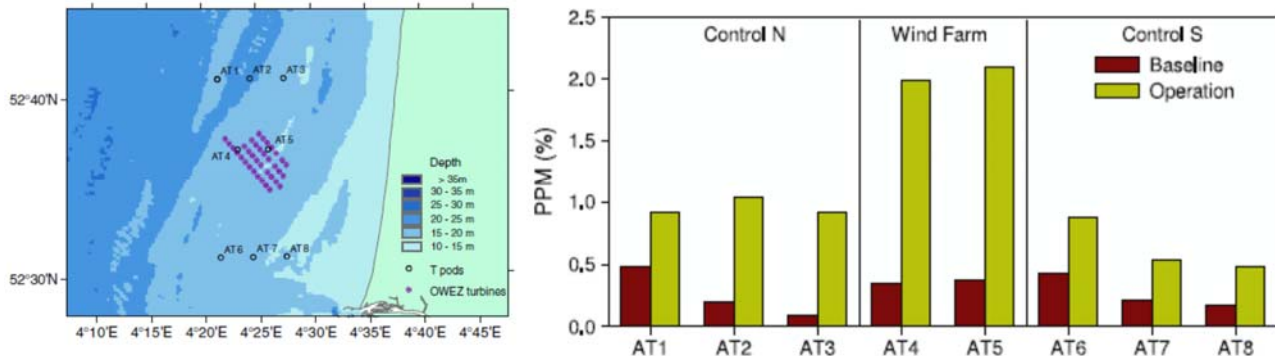 52°40'N
52°30'N
AT1
AT2
AT3
AT4
AT5
AT6
AT7
AT8
Depth
> 35m
30 - 35 m
25 - 30 m
20 - 25 m
15 - 20 m
10 - 15 m
T pods
OWEZ turbines
4°10'E 4°15'E 4°20'E 4°25'E 4°30'E 4°35'E 4°40'E 4°45'E
PPM (%)
2.5
2.0
1.5
1.0
0.5
0.0
Control N Wind Farm Control S
Baseline
Operation
AT1 AT2 AT3 AT4 AT5 AT6 AT7 AT8